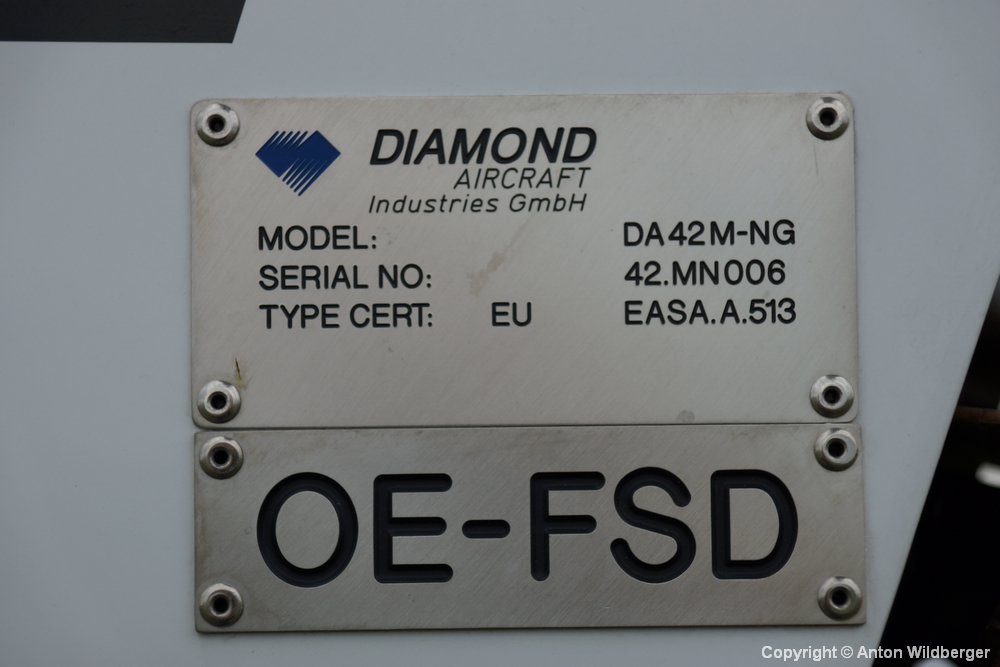 DIAMOND
AIRCRAFT
Industries GmbH
MODEL: DA42M-NG
SERIAL NO: 42.MN006
TYPE CERT: EU EASA.A.513
OE-FSD
Copyright © Anton Wildberger